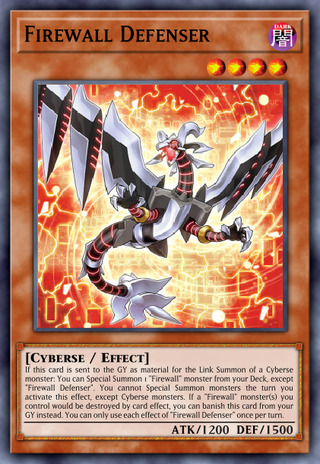 Firewall Defenser
DARK
闇
[Cyberse / Effect]
If this card is sent to the GY as material for the Link Summon of a Cyberse
monster: You can Special Summon 1 "Firewall" monster from your Deck, except
"Firewall Defenser". You cannot Special Summon monsters the turn you
activate this effect, except Cyberse monsters. If a "Firewall" monster(s) you
control would be destroyed by card effect, you can banish this card from your
GY instead. You can only use each effect of "Firewall Defenser" once per turn.
ATK/1200 DEF/1500